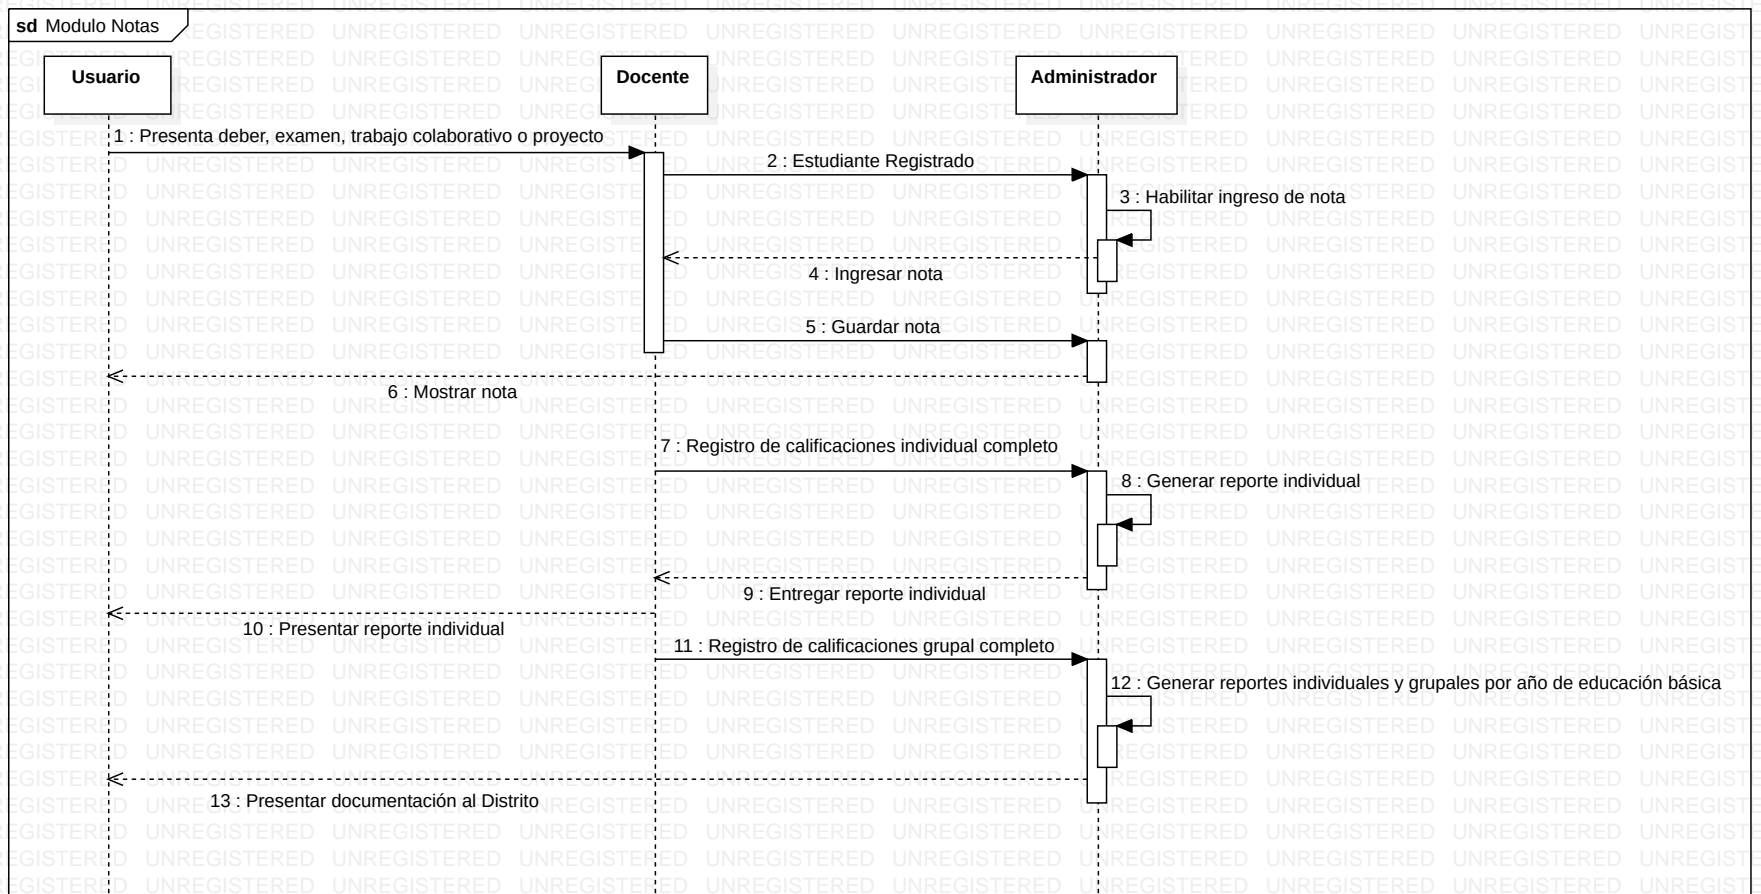 sd Modulo Notas
Usuario
Docente
Administrador
1 : Presenta deber, examen, trabajo colaborativo o proyecto
2 : Estudiante Registrado
3 : Habilitar ingreso de nota
4 : Ingresar nota
5 : Guardar nota
6 : Mostrar nota
7 : Registro de calificaciones individual completo
8 : Generar reporte individual
9 : Entregar reporte individual
10 : Presentar reporte individual
11 : Registro de calificaciones grupal completo
12 : Generar reportes individuales y grupales por año de educación básica
13 : Presentar documentación al Distrito
UNREGISTERED